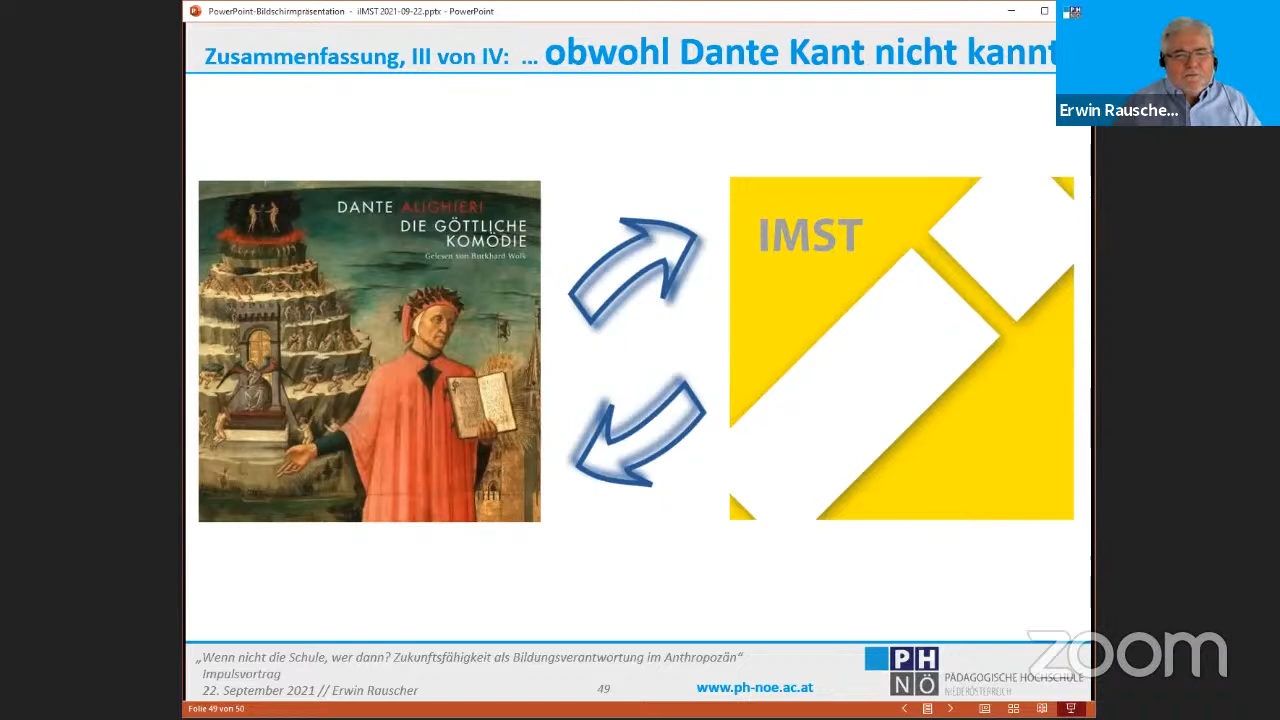 PowerPoint-Bildschirmpräsentation - iIMST 2021-09-22.pptx - PowerPoint
Zusammenfassung, III von IV: ... obwohl Dante Kant nicht kannt
Erwin Rausche...
DANTE ALIGHIERI
DIE GÖTTLICHE
KOMÖDIE
Gelesen von Burkhard Wolk
IMST
„Wenn nicht die Schule, wer dann? Zukunftsfähigkeit als Bildungsverantwortung im Anthropozän“
Impulsvortrag
22. September 2021 // Erwin Rauscher
49
www.ph-noe.ac.at
PH
NÖ
PÄDAGOGISCHE HOCHSCHULE
NIEDERÖSTERREICH
zoom
Folie 49 von 50